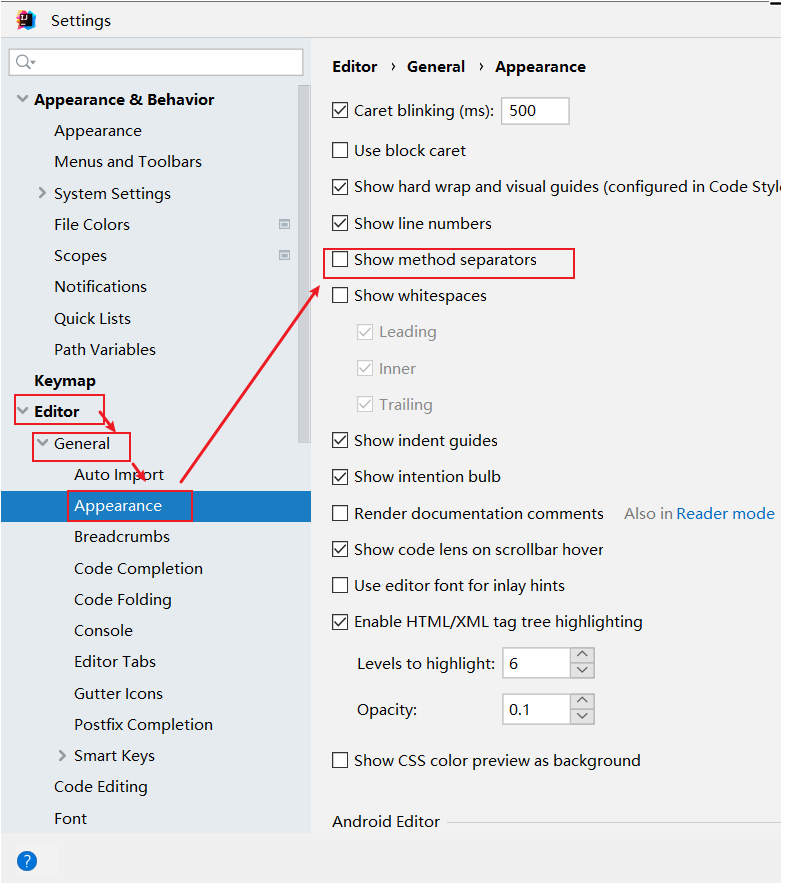 Settings
Appearance & Behavior
Appearance
Menus and Toolbars
System Settings
File Colors
Scopes
Notifications
Quick Lists
Path Variables
Keymap
Editor
General
Auto Import
Appearance
Breadcrumbs
Code Completion
Code Folding
Console
Editor Tabs
Gutter Icons
Postfix Completion
Smart Keys
Code Editing
Font
?
Editor › General › Appearance
Caret blinking (ms): 500
Use block caret
Show hard wrap and visual guides (configured in Code Style
Show line numbers
Show method separators
Show whitespaces
Leading
Inner
Trailing
Show indent guides
Show intention bulb
Render documentation comments Also in Reader mode
Show code lens on scrollbar hover
Use editor font for inlay hints
Enable HTML/XML tag tree highlighting
Levels to highlight: 6
Opacity: 0.1
Show CSS color preview as background
Android Editor